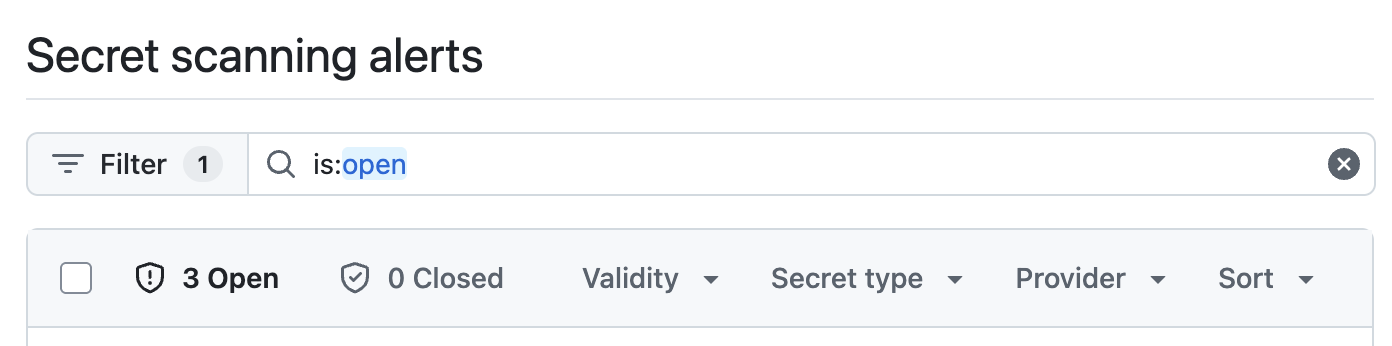 Secret scanning alerts
Filter 1 is:open
3 Open 0 Closed Validity Secret type Provider Sort